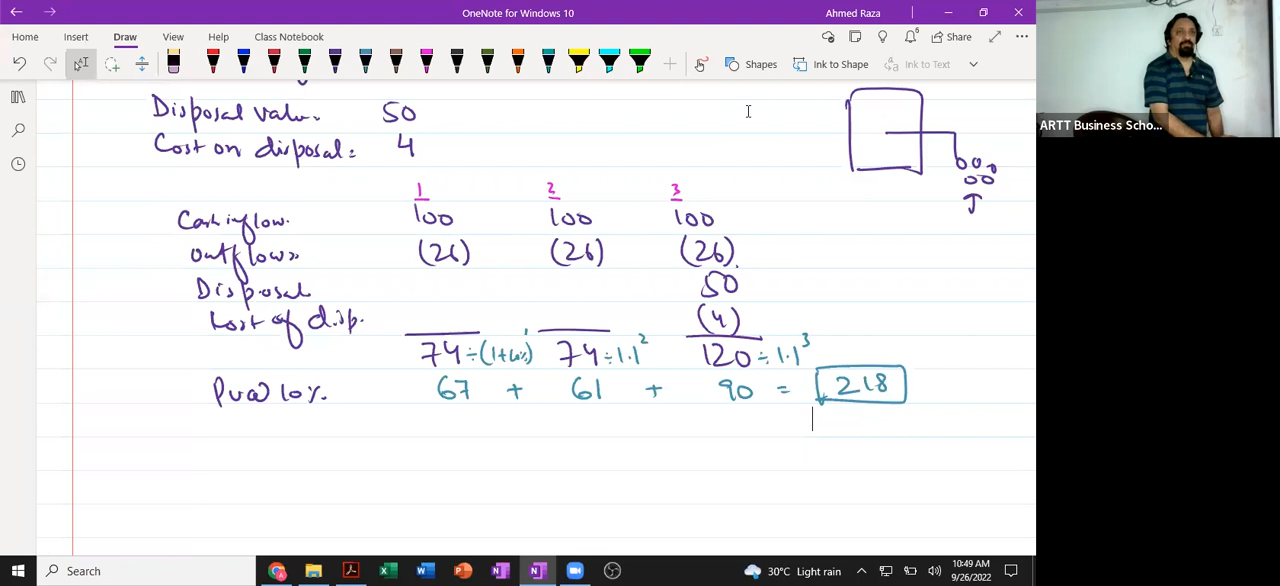 OneNote for Windows 10
Ahmed Raza
Home Insert Draw View Help Class Notebook
6 Share
Shapes Ink to Shape Ink to Text
ARTT Business Scho...
Disposal value. 50
Cost on disposal: 4
1 2 3
Cash inflow. 100 100 100
outflows (26) (26) (26)
Disposal 50
Cost of disp. (4)
74 ÷ (1+10%)¹ 74 ÷ 1.1² 120 ÷ 1.1³
PV @ 10%. 67 + 61 + 90 = 218
Search
30°C Light rain
10:49 AM
9/26/2022